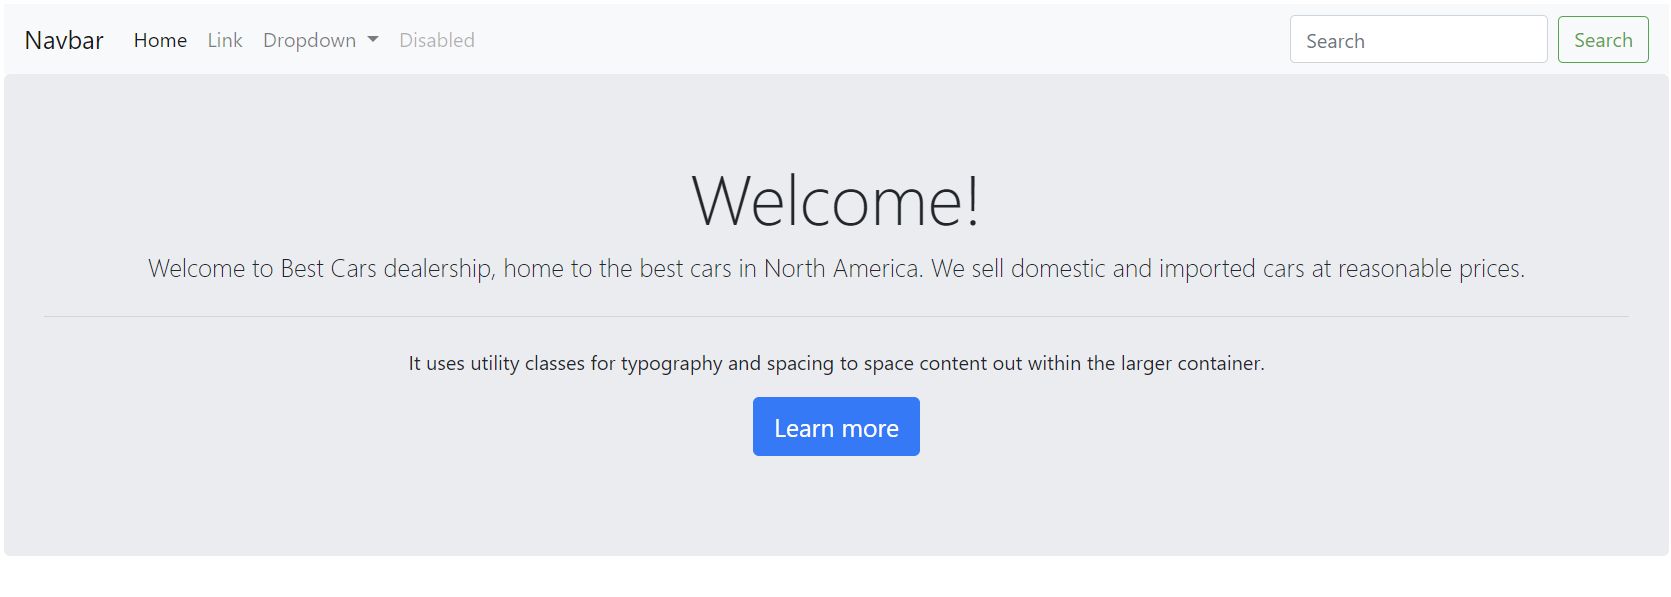 Navbar Home Link Dropdown Disabled Search Search
Welcome!
Welcome to Best Cars dealership, home to the best cars in North America. We sell domestic and imported cars at reasonable prices.
It uses utility classes for typography and spacing to space content out within the larger container.
Learn more